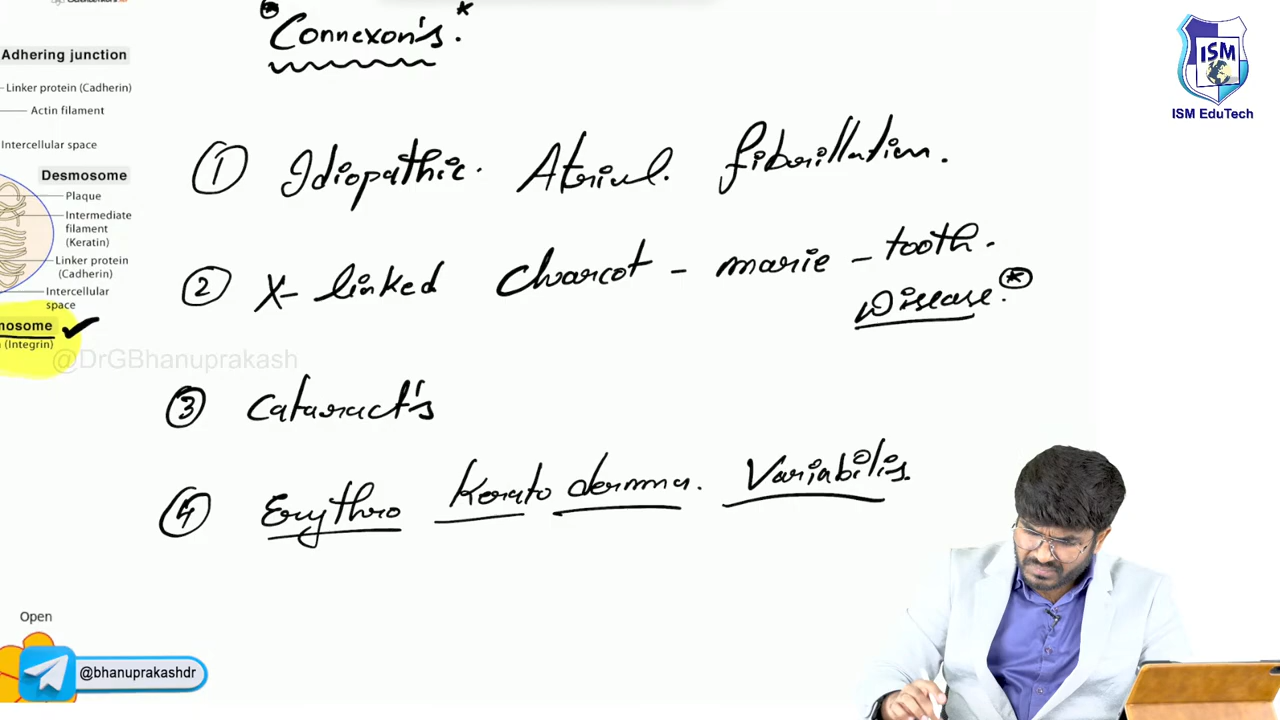 Connexon's.
ISM
ISM EduTech
Adhering junction
Linker protein (Cadherin)
Actin filament
Intercellular space
Desmosome
Plaque
Intermediate
filament
(Keratin)
Linker protein
(Cadherin)
Intercellular
space
mosome
(Integrin)
@DrGBhanuprakash
① Idiopathic. Atrial. fibrillation.
② X-linked Charcot - marie - tooth.
Disease.
③ Cataract's
④ Erythro Kerato derma. Variabilis.
Open
@bhanuprakashdr